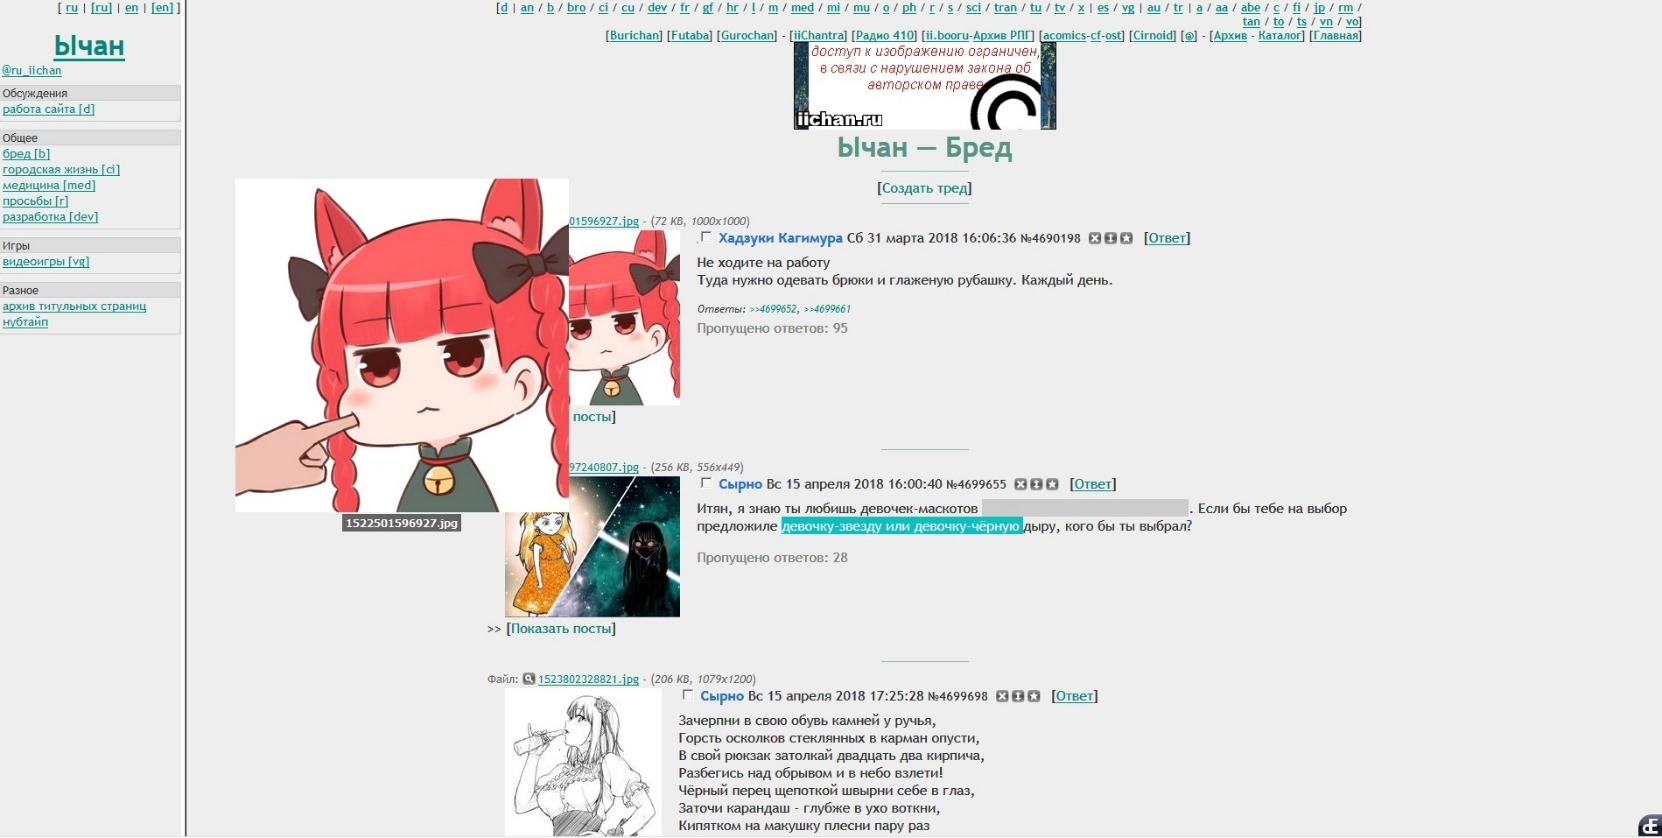 [ ru | [ru] | en | [en] ]
Ычан
@ru_iichan
Обсуждения
работа сайта [d]
Общее
бред [b]
городская жизнь [ci]
медицина [med]
просьбы [r]
разработка [dev]
Игры
видеоигры [vg]
Разное
архив титульных страниц
нубтайп
[d | an / b / bro / ci / cu / dev / fr / gf / hr / l / m / med / mi / mu / o / ph / r / s / sci / tran / tu / tv / x | es / vg | au / tr | a / aa / abe / c / fi / jp / rm /
tan / to / ts / vn / vo]
[Burichan] [Futaba] [Gurochan] - [iiChantra] [Радио 410] [ii.booru-Архив РПГ] [acomics-cf-ost] [Cirnoid] [@] - [Архив - Каталог] [Главная]
доступ к изображению ограничен,
в связи с нарушением закона об
авторском праве
iichan.ru
Ычан — Бред
[Создать тред]
01596927.jpg - (72 KB, 1000x1000)
Хадзуки Кагимура Сб 31 марта 2018 16:06:36 №4690198 [Ответ]
Не ходите на работу
Туда нужно одевать брюки и глаженую рубашку. Каждый день.
Ответы: >>4699652, >>4699661
Пропущено ответов: 95
посты]
1522501596927.jpg
97240807.jpg - (256 KB, 556x449)
Сырно Вс 15 апреля 2018 16:00:40 №4699655 [Ответ]
Итян, я знаю ты любишь девочек-маскотов . Если бы тебе на выбор
предложиле девочку-звезду или девочку-чёрную дыру, кого бы ты выбрал?
Пропущено ответов: 28
>> [Показать посты]
Файл: 1523802328821.jpg - (206 KB, 1079x1200)
Сырно Вс 15 апреля 2018 17:25:28 №4699698 [Ответ]
Зачерпни в свою обувь камней у ручья,
Горсть осколков стеклянных в карман опусти,
В свой рюкзак затолкай двадцать два кирпича,
Разбегись над обрывом и в небо взлети!
Чёрный перец щепоткой швырни себе в глаз,
Заточи карандаш - глубже в ухо воткни,
Кипятком на макушку плесни пару раз